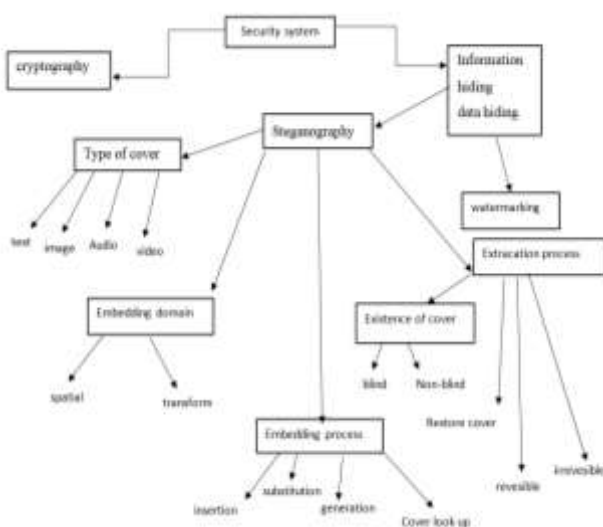 Security system
cryptography
Information
hiding
data hiding
Steganography
Type of cover
watermarking
text
image
Audio
video
Extracation process
Embedding domain
Existence of cover
spatial
transform
blind
Non-blind
Restore cover
Embedding process
revesible
irrivesible
insertion
substitution
generation
Cover look up